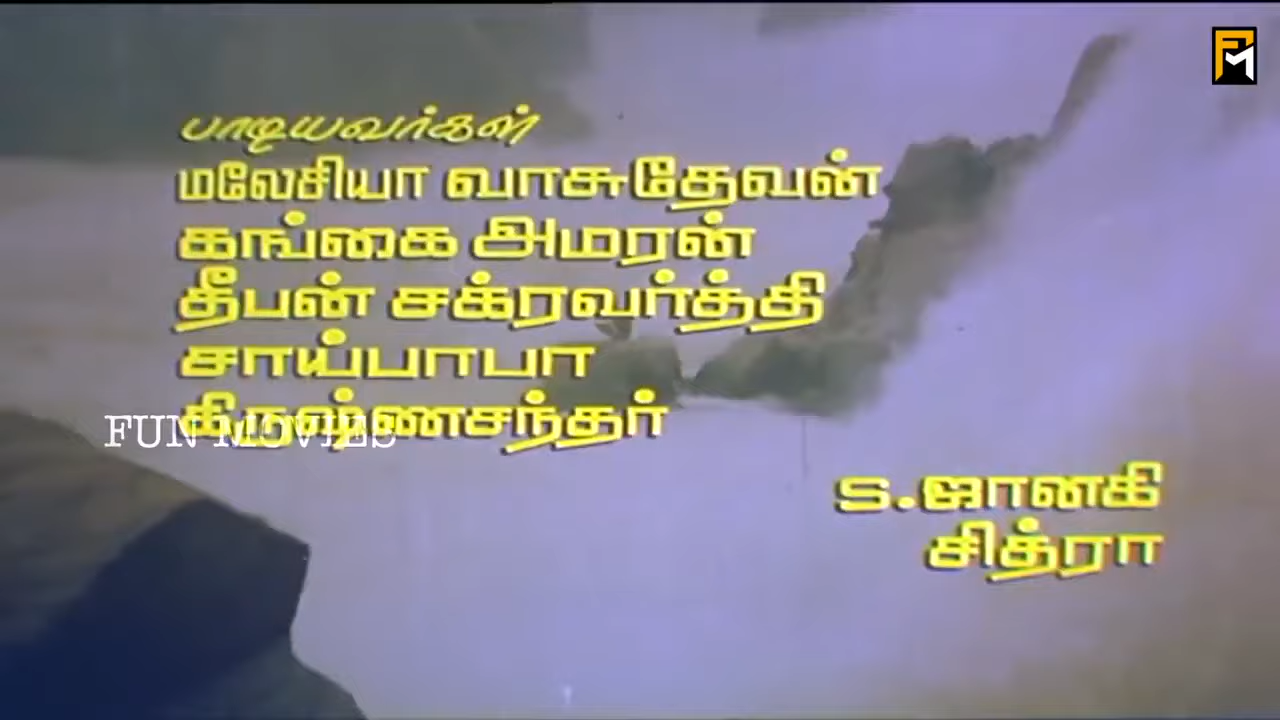 பாடியவர்கள்
மலேசியா வாசுதேவன்
கங்கை அமரன்
தீபன் சக்ரவர்த்தி
சாய்பாபா
கிருஷ்ணசந்தர்
FUN MOVIES
S.ஜானகி
சித்ரா